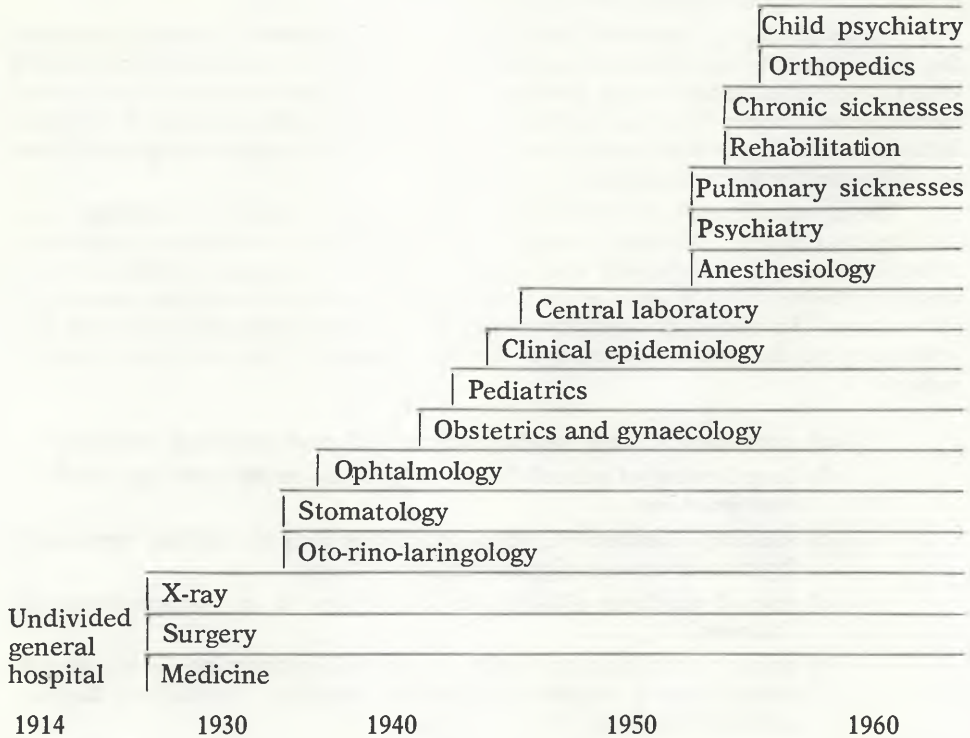 Child psychiatry
Orthopedics
Chronic sicknesses
Rehabilitation
Pulmonary sicknesses
Psychiatry
Anesthesiology
Central laboratory
Clinical epidemiology
Pediatrics
Obstetrics and gynaecology
Ophtalmology
Stomatology
Oto-rino-laringology
X-ray
Surgery
Medicine
Undivided
general
hospital
1914 1930 1940 1950 1960